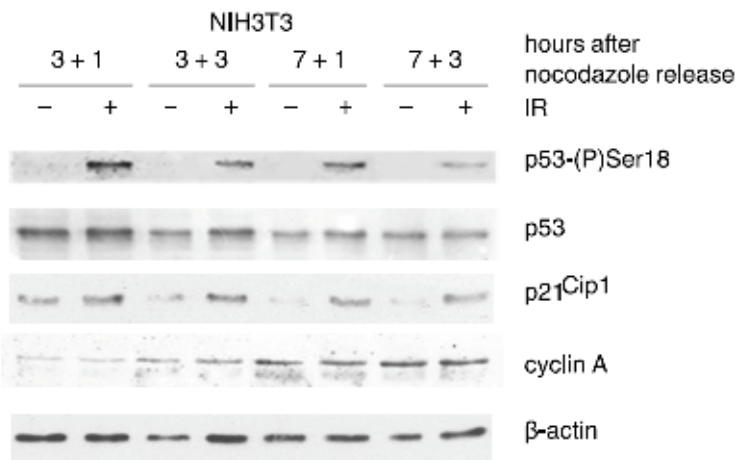 NIH3T3
3 + 1 3 + 3 7 + 1 7 + 3 hours after
nocodazole release
– + – + – + – + IR
p53-(P)Ser18
p53
p21Cip1
cyclin A
β-actin